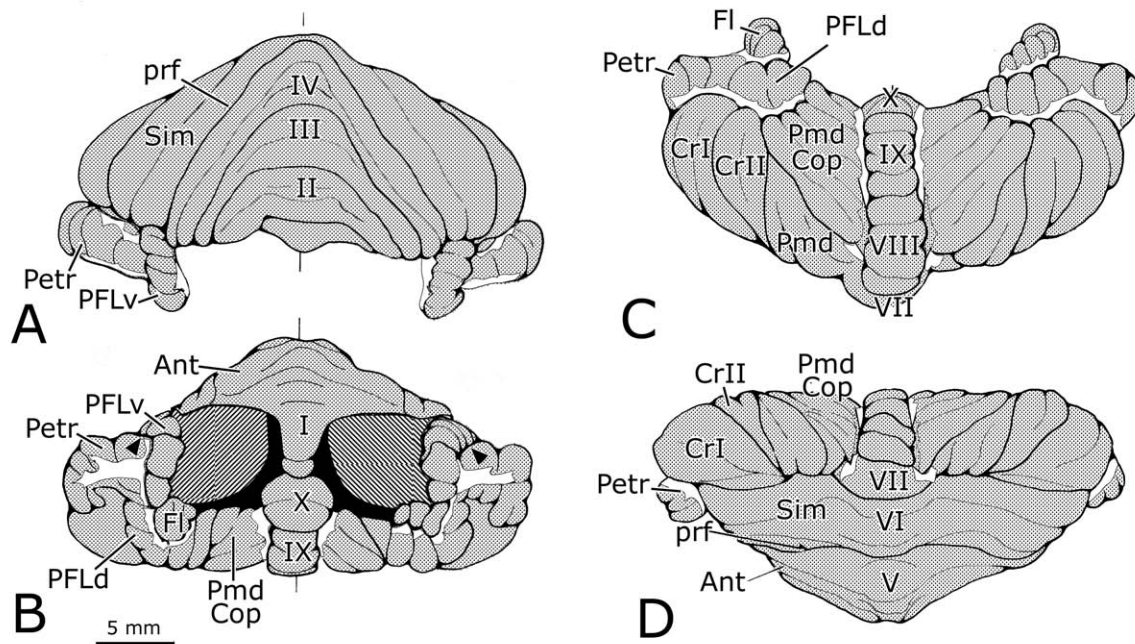 prf
IV
Sim
III
II
Petr
PFLv
A
Fl
PFLd
Petr
X
Pmd
Cop
IX
CrI
CrII
Pmd
VIII
VII
C
Ant
PFLv
Petr
I
X
Fl
IX
PFLd
Pmd
Cop
B
5 mm
Pmd
Cop
CrII
CrI
VII
Petr
Sim
VI
prf
Ant
V
D